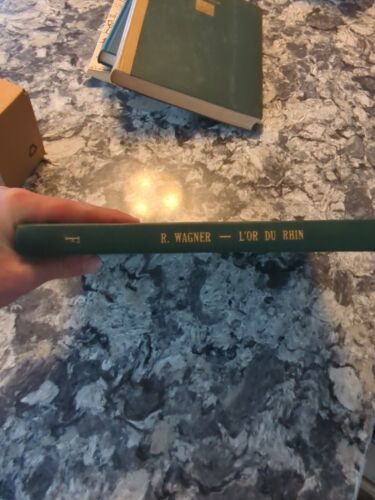 R. WAGNER — L'OR DU RHIN
F